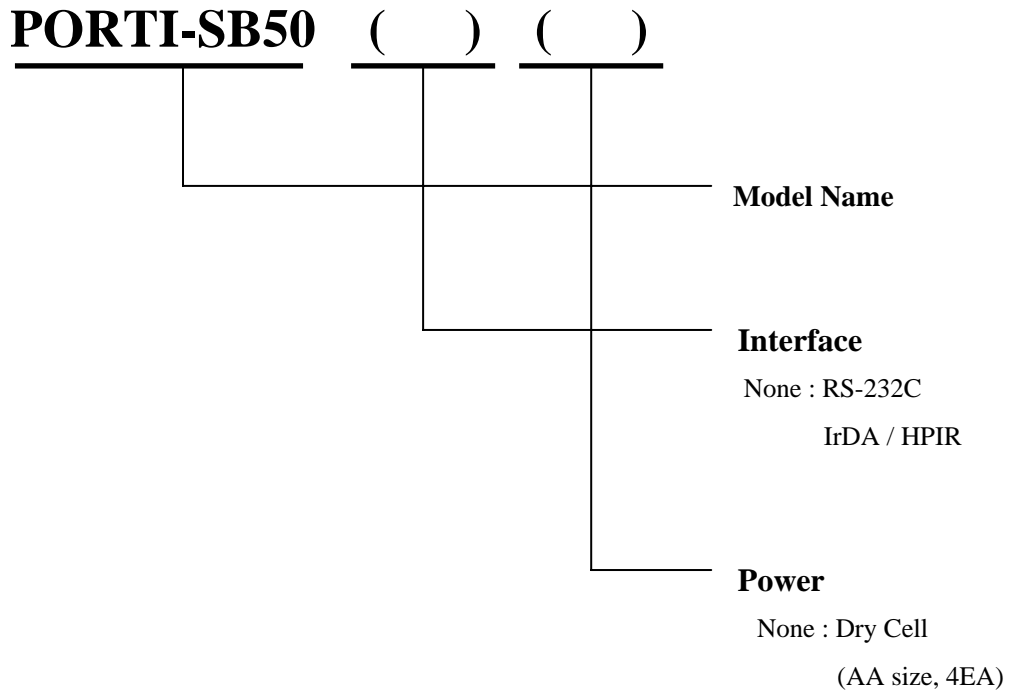 PORTI-SB50 (     ) (     )
Model Name
Interface
None : RS-232C
IrDA / HPIR
Power
None : Dry Cell
(AA size, 4EA)